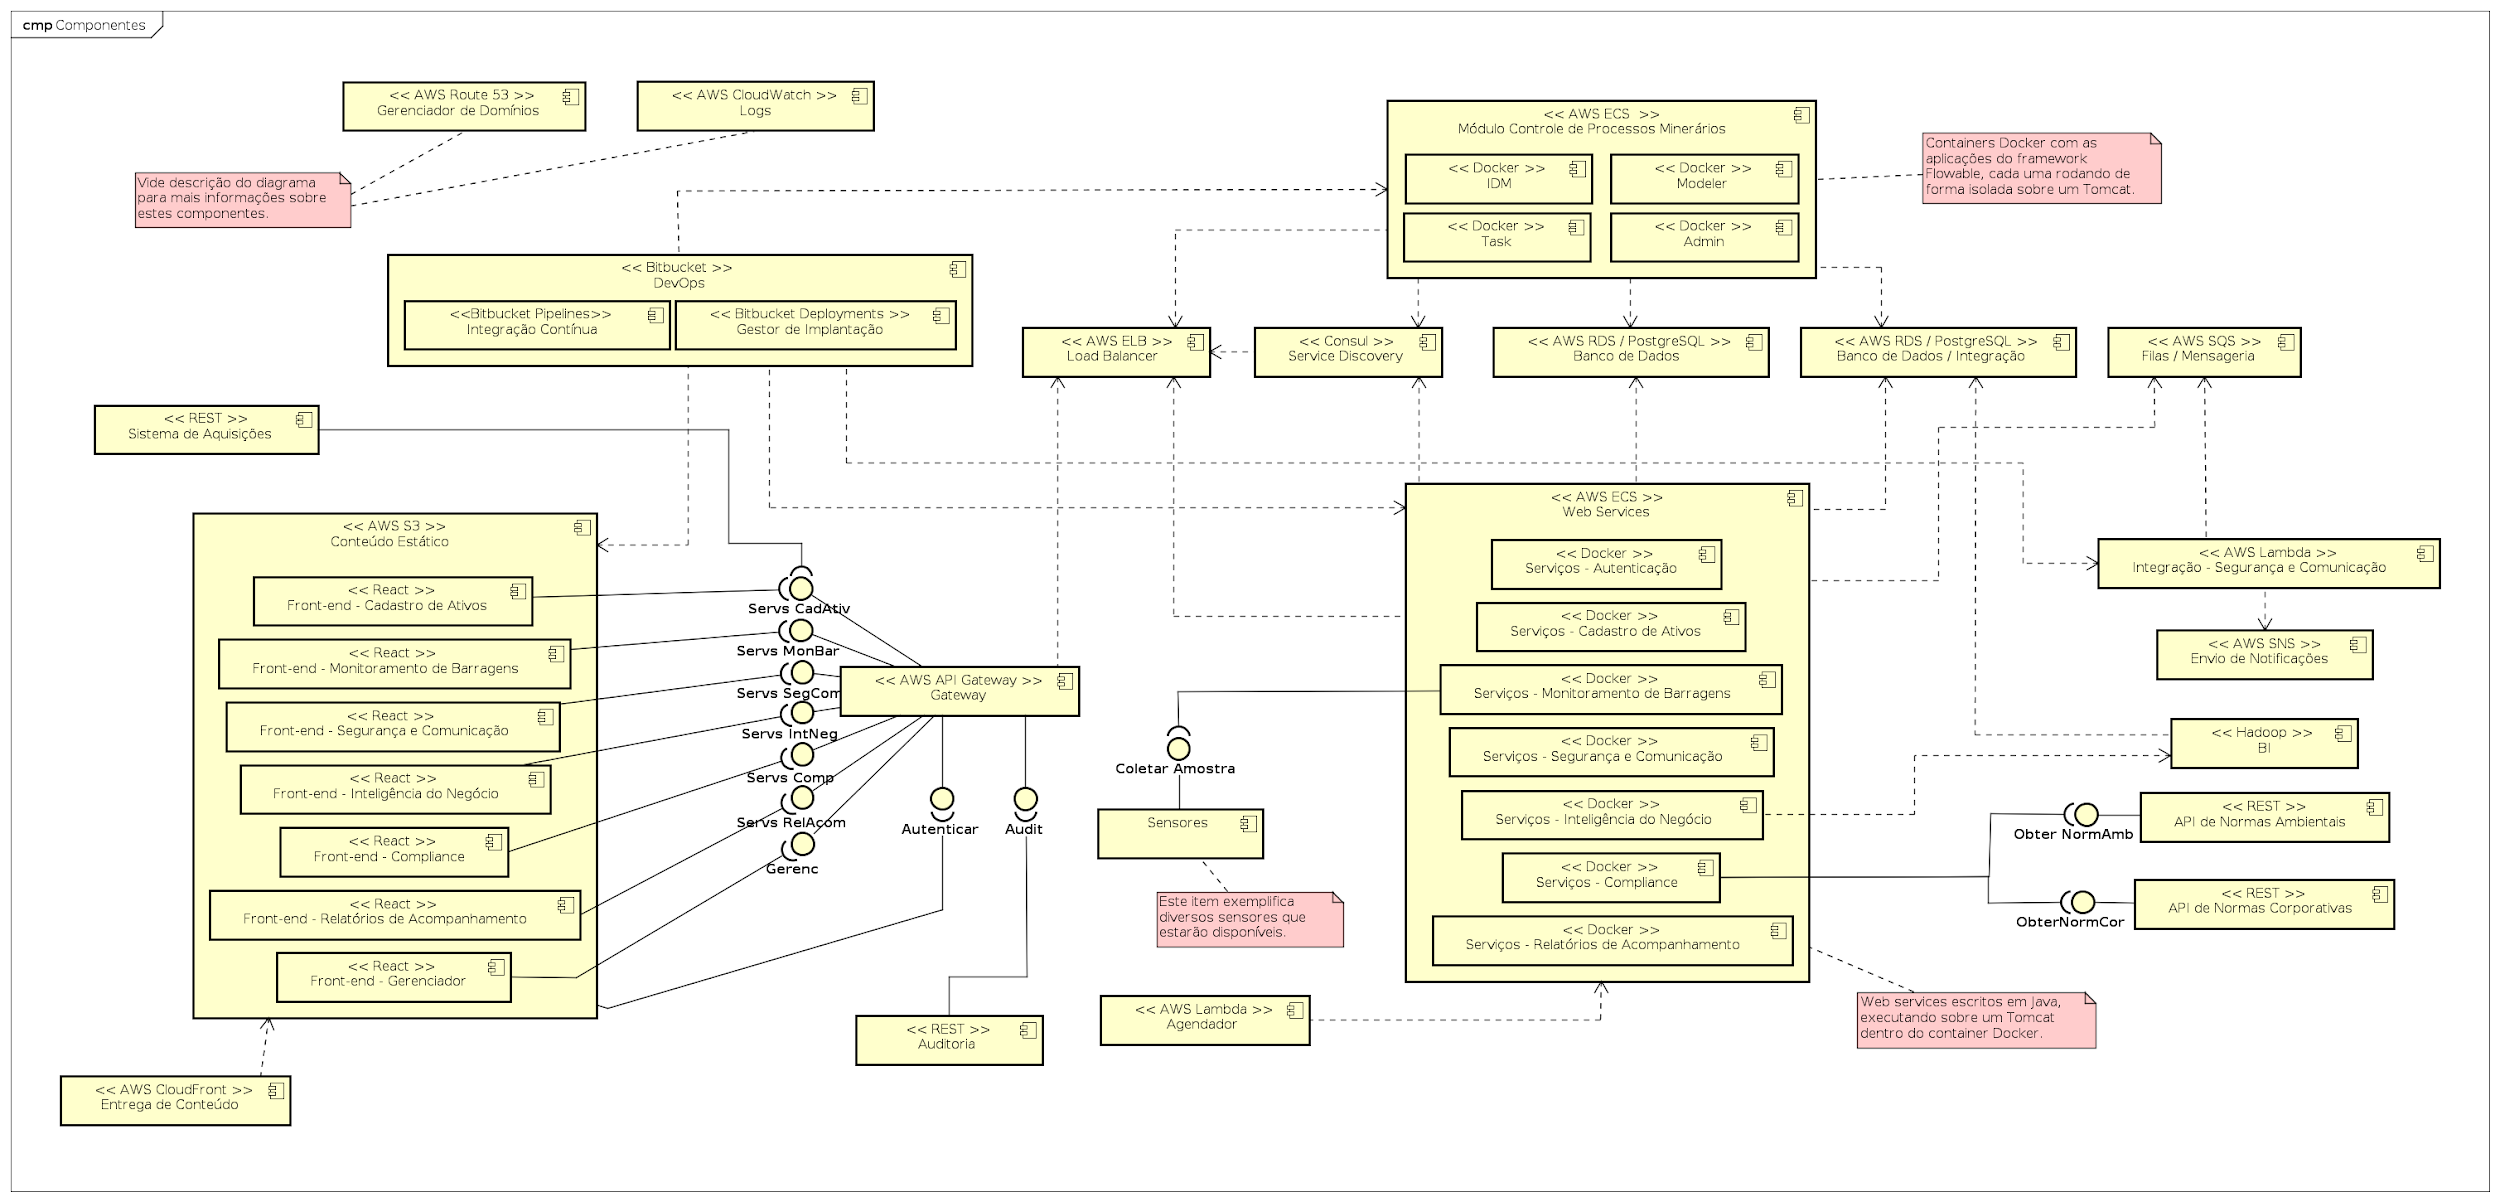 cmp Componentes
<< AWS Route 53 >>
Gerenciador de Domínios
<< AWS CloudWatch >>
Logs
Vide descrição do diagrama
para mais informações sobre
estes componentes.
<< AWS ECS  >>
Módulo Controle de Processos Minerários
<< Docker >>
IDM
<< Docker >>
Modeler
<< Docker >>
Task
<< Docker >>
Admin
Containers Docker com as
aplicações do framework
Flowable, cada uma rodando de
forma isolada sobre um Tomcat.
<< Bitbucket >>
DevOps
<<Bitbucket Pipelines>>
Integração Contínua
<< Bitbucket Deployments >>
Gestor de Implantação
<< AWS ELB >>
Load Balancer
<< Consul >>
Service Discovery
<< AWS RDS / PostgreSQL >>
Banco de Dados
<< AWS RDS / PostgreSQL >>
Banco de Dados / Integração
<< AWS SQS >>
Filas / Mensageria
<< REST >>
Sistema de Aquisições
<< AWS S3 >>
Conteúdo Estático
<< React >>
Front-end - Cadastro de Ativos
<< React >>
Front-end - Monitoramento de Barragens
<< React >>
Front-end - Segurança e Comunicação
<< React >>
Front-end - Inteligência do Negócio
<< React >>
Front-end - Compliance
<< React >>
Front-end - Relatórios de Acompanhamento
<< React >>
Front-end - Gerenciador
Servs CadAtiv
Servs MonBar
Servs SegCom
Servs IntNeg
Servs Comp
Servs RelAcom
Gerenc
<< AWS API Gateway >>
Gateway
Autenticar
Audit
<< REST >>
Auditoria
<< AWS CloudFront >>
Entrega de Conteúdo
Coletar Amostra
Sensores
Este item exemplifica
diversos sensores que
estarão disponíveis.
<< AWS Lambda >>
Agendador
<< AWS ECS >>
Web Services
<< Docker >>
Serviços - Autenticação
<< Docker >>
Serviços - Cadastro de Ativos
<< Docker >>
Serviços - Monitoramento de Barragens
<< Docker >>
Serviços - Segurança e Comunicação
<< Docker >>
Serviços - Inteligência do Negócio
<< Docker >>
Serviços - Compliance
<< Docker >>
Serviços - Relatórios de Acompanhamento
<< AWS Lambda >>
Integração - Segurança e Comunicação
<< AWS SNS >>
Envio de Notificações
<< Hadoop >>
BI
Obter NormAmb
<< REST >>
API de Normas Ambientais
ObterNormCor
<< REST >>
API de Normas Corporativas
Web services escritos em Java,
executando sobre um Tomcat
dentro do container Docker.